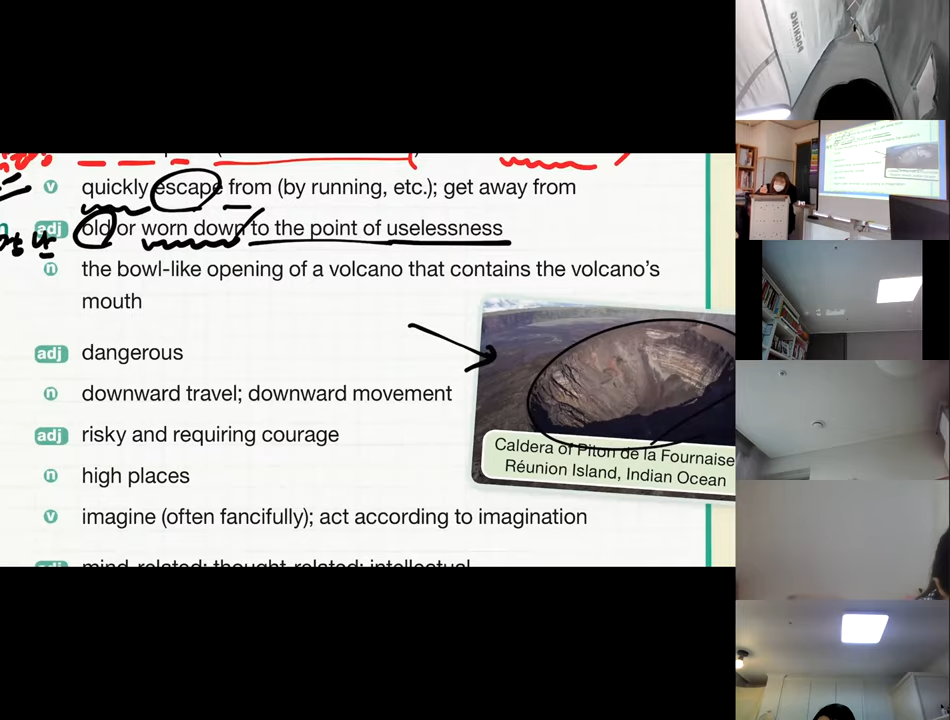 v quickly escape from (by running, etc.); get away from
adj old or worn down to the point of uselessness
n the bowl-like opening of a volcano that contains the volcano's
mouth
adj dangerous
n downward travel; downward movement
adj risky and requiring courage
n high places
v imagine (often fancifully); act according to imagination
adj mind-related; thought-related; intellectual
Caldera of Piton de la Fournaise
Réunion Island, Indian Ocean